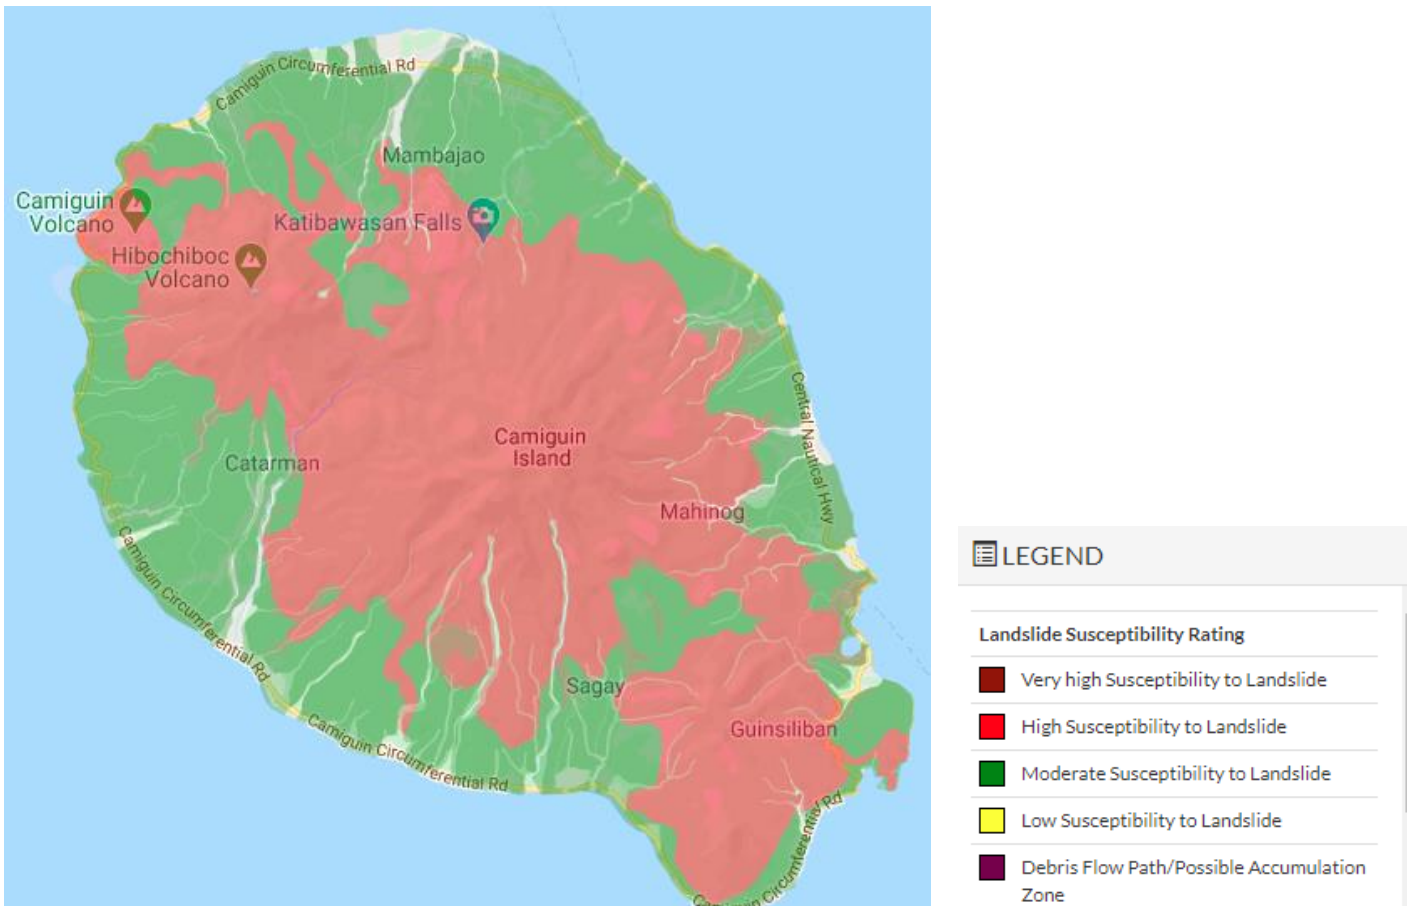 Camiguin Circumferential Rd
Mambajao
Camiguin
Volcano
Katibawasan Falls
Hibochiboc
Volcano
Central Nautical Hwy
Camiguin
Island
Catarman
Mahinog
Camiguin Circumferential Rd
Sagay
Guinsiliban
Camiguin Circumferential Rd
Circumferential Rd
LEGEND
Landslide Susceptibility Rating
Very high Susceptibility to Landslide
High Susceptibility to Landslide
Moderate Susceptibility to Landslide
Low Susceptibility to Landslide
Debris Flow Path/Possible Accumulation
Zone